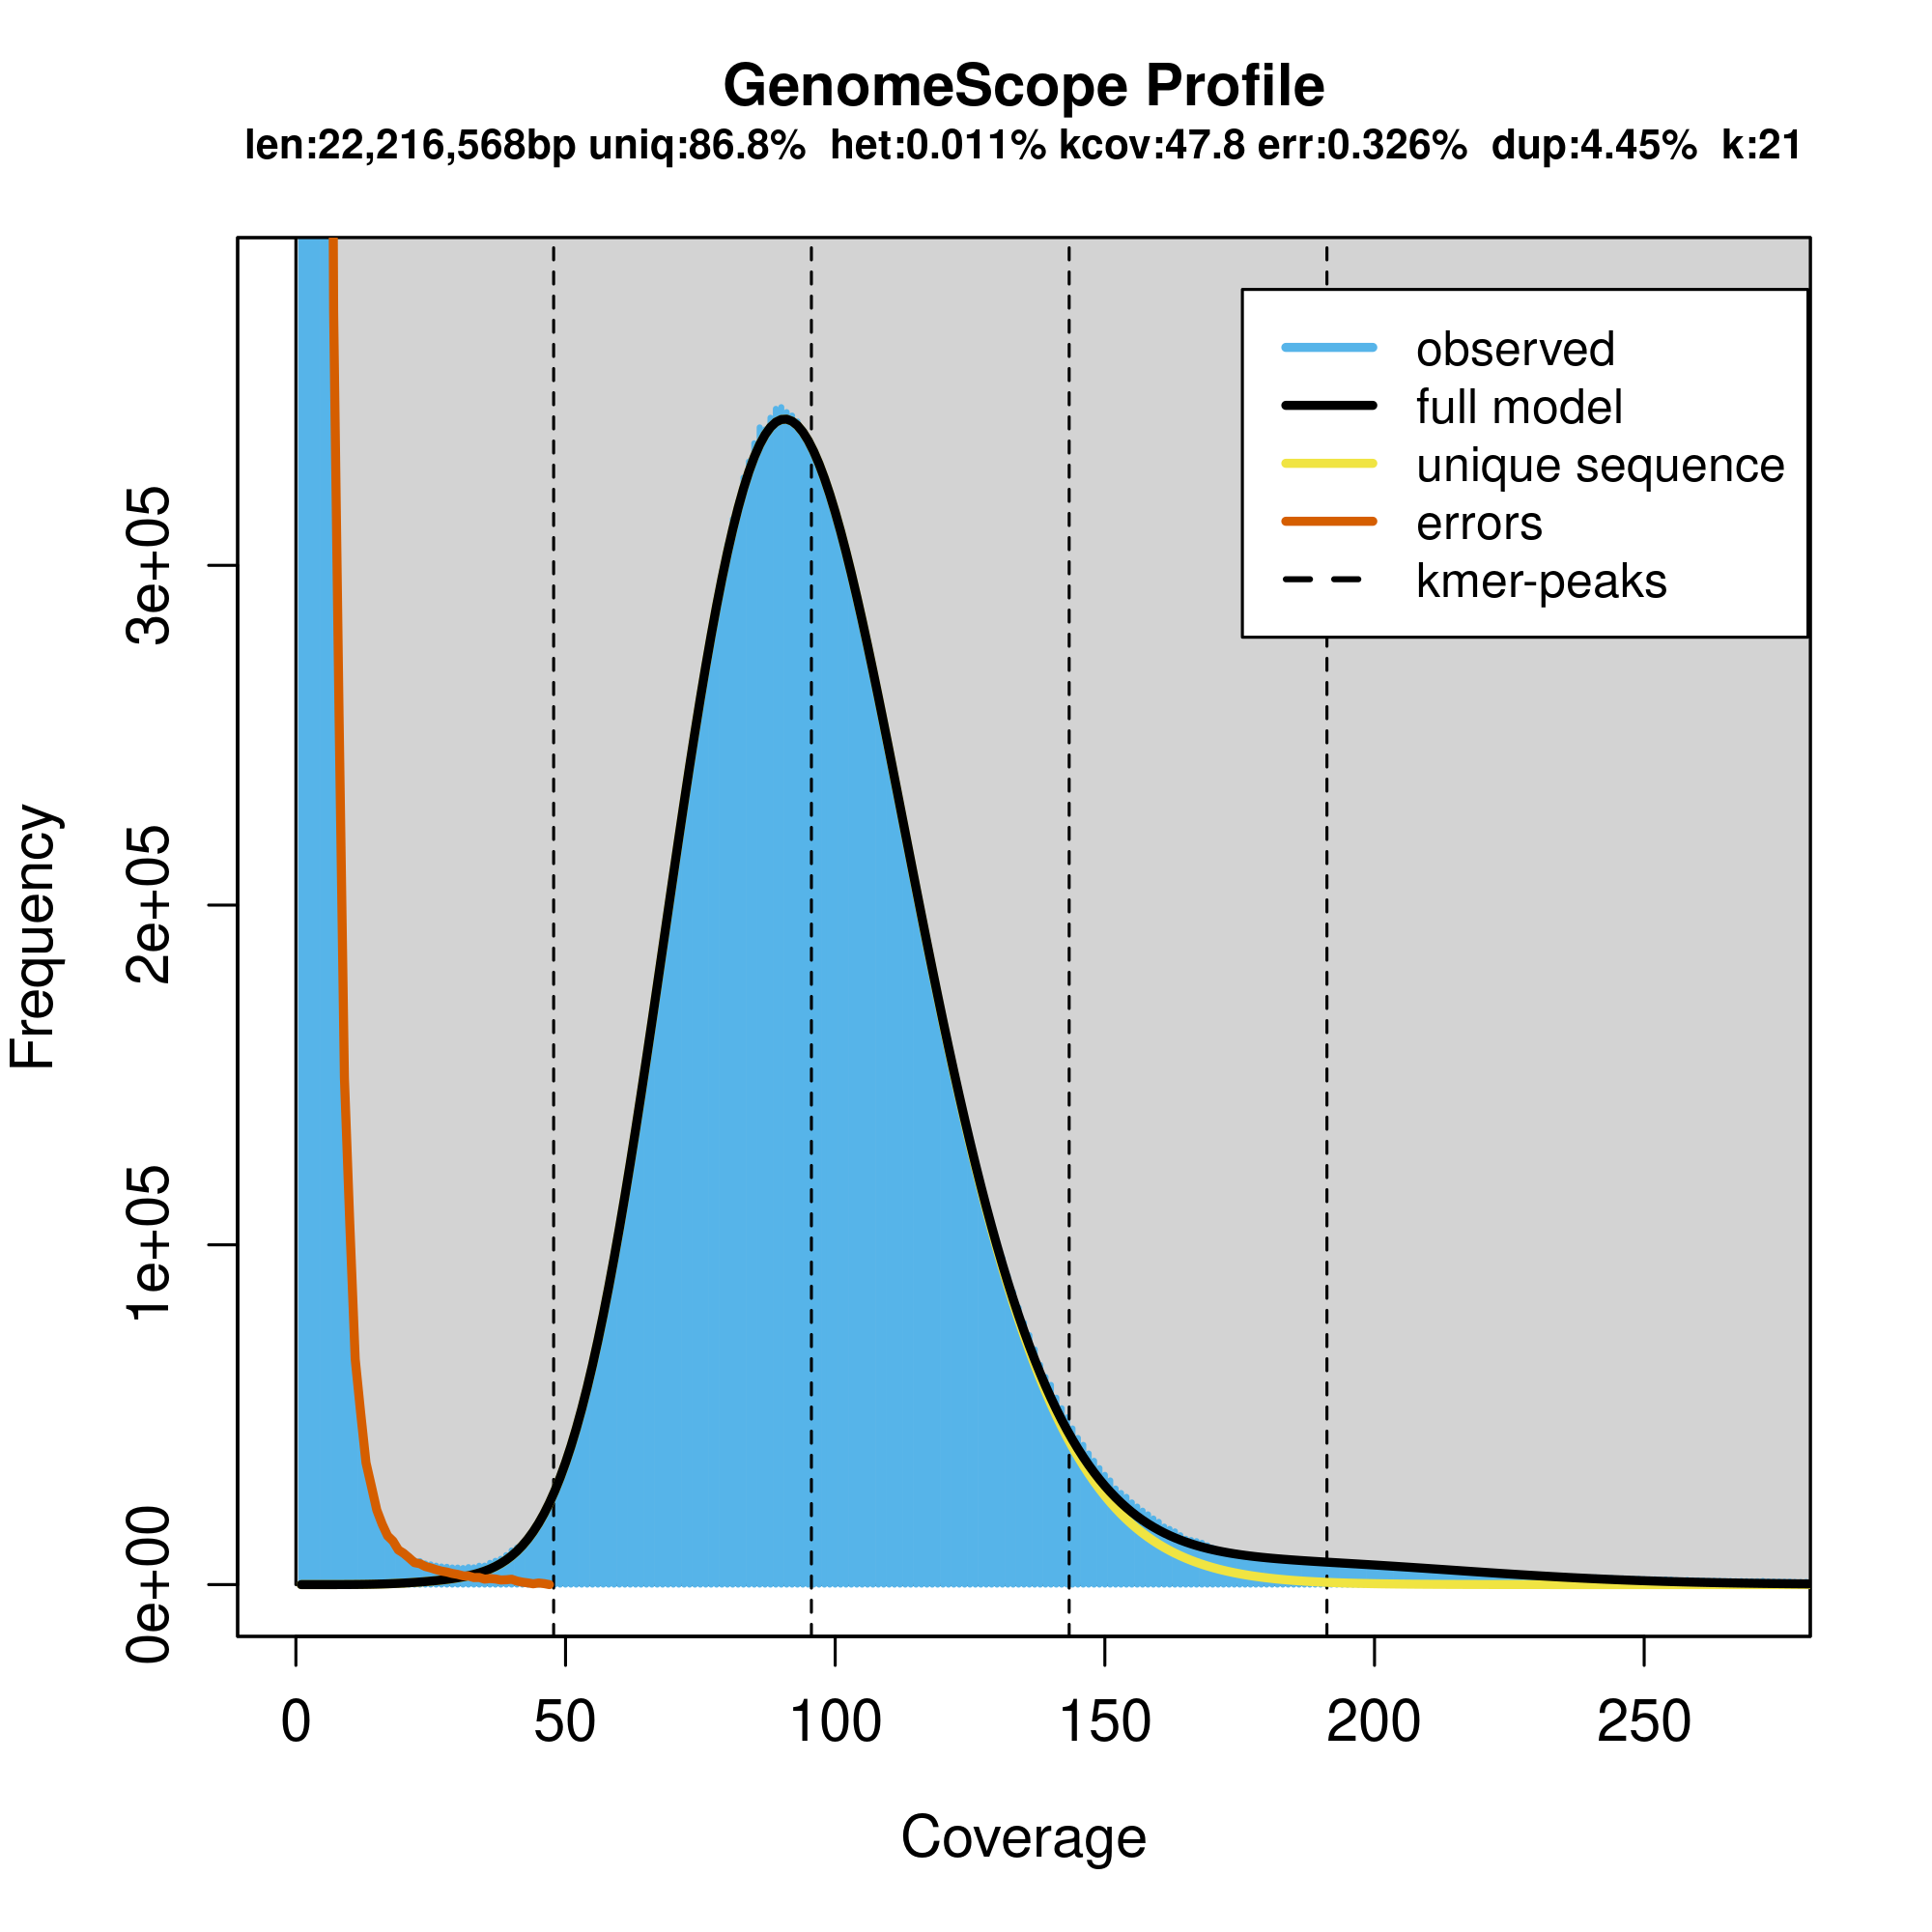 GenomeScope Profile
len:22,216,568bp uniq:86.8% het:0.011% kcov:47.8 err:0.326% dup:4.45% k:21
observed
full model
unique sequence
errors
kmer-peaks
Frequency
3e+05
2e+05
1e+05
0e+00
0 50 100 150 200 250
Coverage